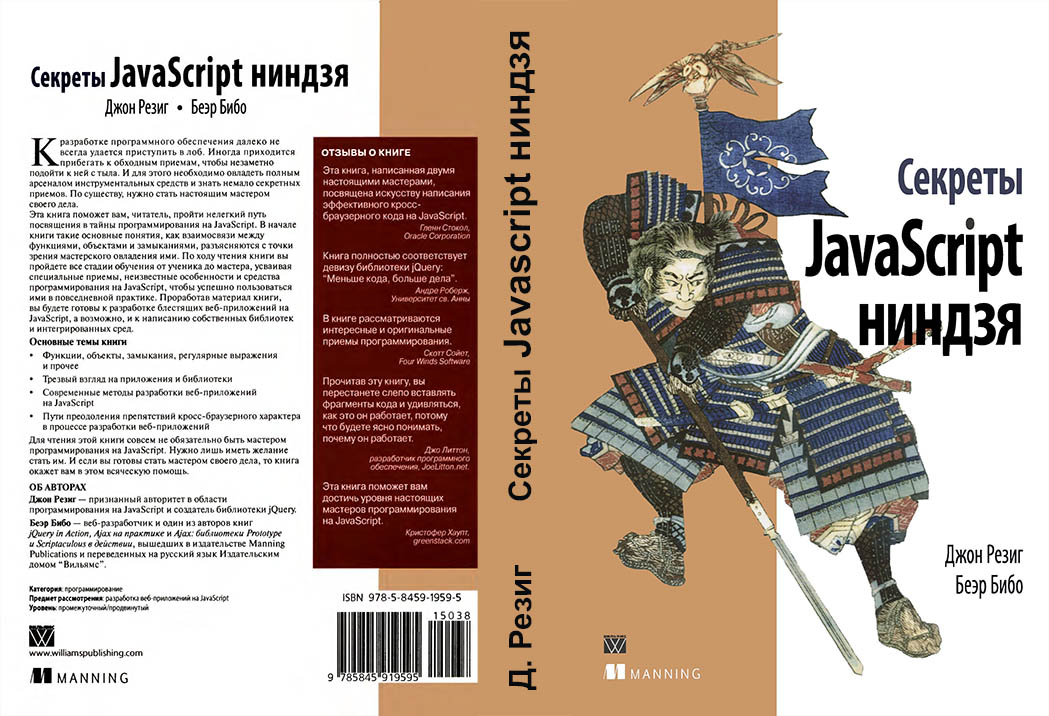 Секреты JavaScript ниндзя
Джон Резиг • Беэр Бибо
К разработке программного обеспечения далеко не
всегда удается приступить в лоб. Иногда приходится
прибегать к обходным приемам, чтобы незаметно
подойти к ней с тыла. И для этого необходимо овладеть полным
арсеналом инструментальных средств и знать немало секретных
приемов. По существу, нужно стать настоящим мастером
своего дела.
Эта книга поможет вам, читатель, пройти нелегкий путь
посвящения в тайны программирования на JavaScript. В начале
книги такие основные понятия, как взаимосвязи между
функциями, объектами и замыканиями, разъясняются с точки
зрения мастерского овладения ими. По ходу чтения книги вы
пройдете все стадии обучения от ученика до мастера, усваивая
специальные приемы, неизвестные особенности и средства
программирования на JavaScript, чтобы успешно пользоваться
ими в повседневной практике. Проработав материал книги,
вы будете готовы к разработке блестящих веб-приложений на
JavaScript, а возможно, и к написанию собственных библиотек
и интегрированных сред.
Основные темы книги
• Функции, объекты, замыкания, регулярные выражения
и прочее
• Трезвый взгляд на приложения и библиотеки
• Современные методы разработки веб-приложений
на JavaScript
• Пути преодоления препятствий кросс-браузерного характера
в процессе разработки веб-приложений
Для чтения этой книги совсем не обязательно быть мастером
программирования на JavaScript. Нужно лишь иметь желание
стать им. И если вы готовы стать мастером своего дела, то книга
окажет вам в этом всяческую помощь.
ОБ АВТОРАХ
Джон Резиг — признанный авторитет в области
программирования на JavaScript и создатель библиотеки jQuery.
Беэр Бибо — веб-разработчик и один из авторов книг
jQuery in Action, Ajax на практике и Ajax: библиотеки Prototype
и Scriptaculous в действии, вышедших в издательстве Manning
Publications и переведенных на русский язык Издательским
домом "Вильямс".
Категория: программирование
Предмет рассмотрения: разработка веб-приложений на JavaScript
Уровень: промежуточный/продвинутый
W
www.williamspublishing.com
MANNING
ОТЗЫВЫ О КНИГЕ
Эта книга, написанная двумя
настоящими мастерами,
посвящена искусству написания
эффективного кросс-
браузерного кода на JavaScript.
Гленн Стокол,
Oracle Corporation
Книга полностью соответствует
девизу библиотеки jQuery:
"Меньше кода, больше дела".
Андре Роберж,
Университет св. Анны
В книге рассматриваются
интересные и оригинальные
приемы программирования.
Скотт Сойет,
Four Winds Software
Прочитав эту книгу, вы
перестанете слепо вставлять
фрагменты кода и удивляться,
как это он работает, потому
что будете ясно понимать,
почему он работает.
Джо Литтон,
разработчик программного
обеспечения, JoeLitton.net.
Эта книга поможет вам
достичь уровня настоящих
мастеров программирования
на JavaScript.
Кристофер Хаупт,
greenstack.com
ISBN 978-5-8459-1959-5
15038
9 785845 919595
Д. Резиг Секреты Javascript ниндзя
Секреты
JavaScript
ниндзя
Джон Резиг
Беэр Бибо
W
MANNING